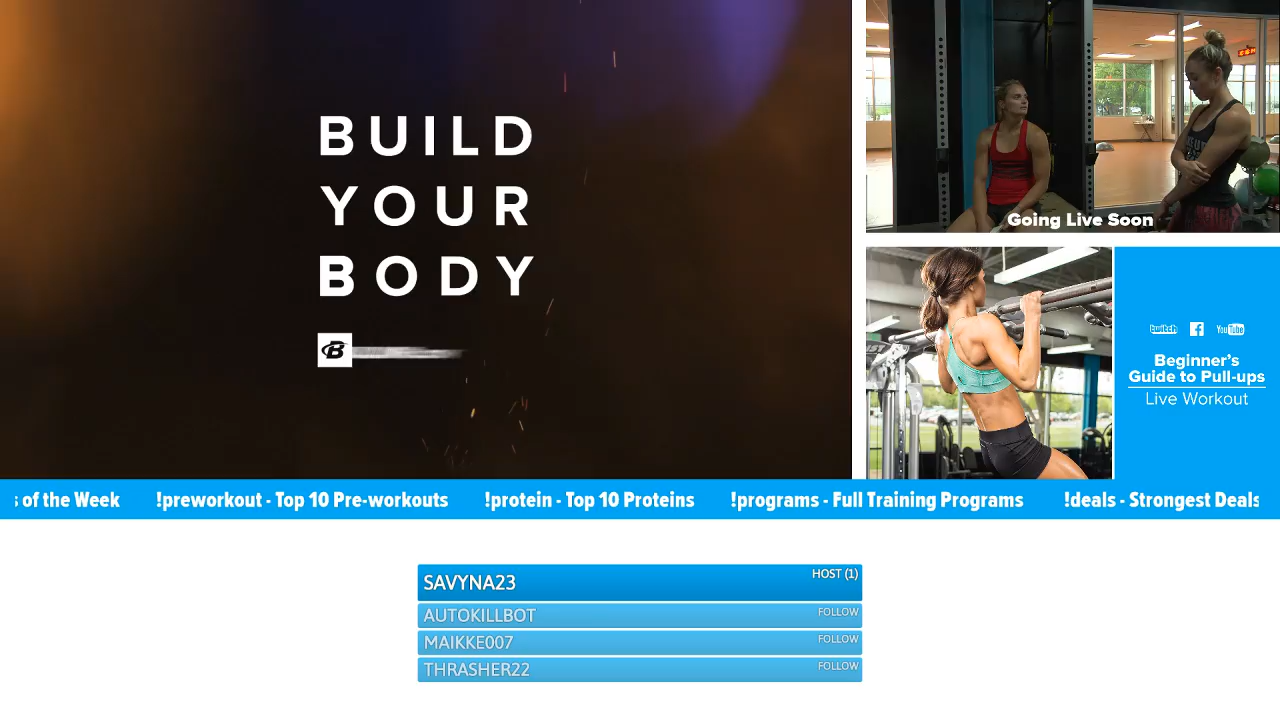 BUILD
YOUR
BODY
B
Going Live Soon
twitch
YouTube
Beginner's
Guide to Pull-ups
Live Workout
s of the Week !preworkout - Top 10 Pre-workouts !protein - Top 10 Proteins !programs - Full Training Programs !deals - Strongest Deals
SAVYNA23 HOST (1)
AUTOKILLBOT FOLLOW
MAIKKE007 FOLLOW
THRASHER22 FOLLOW